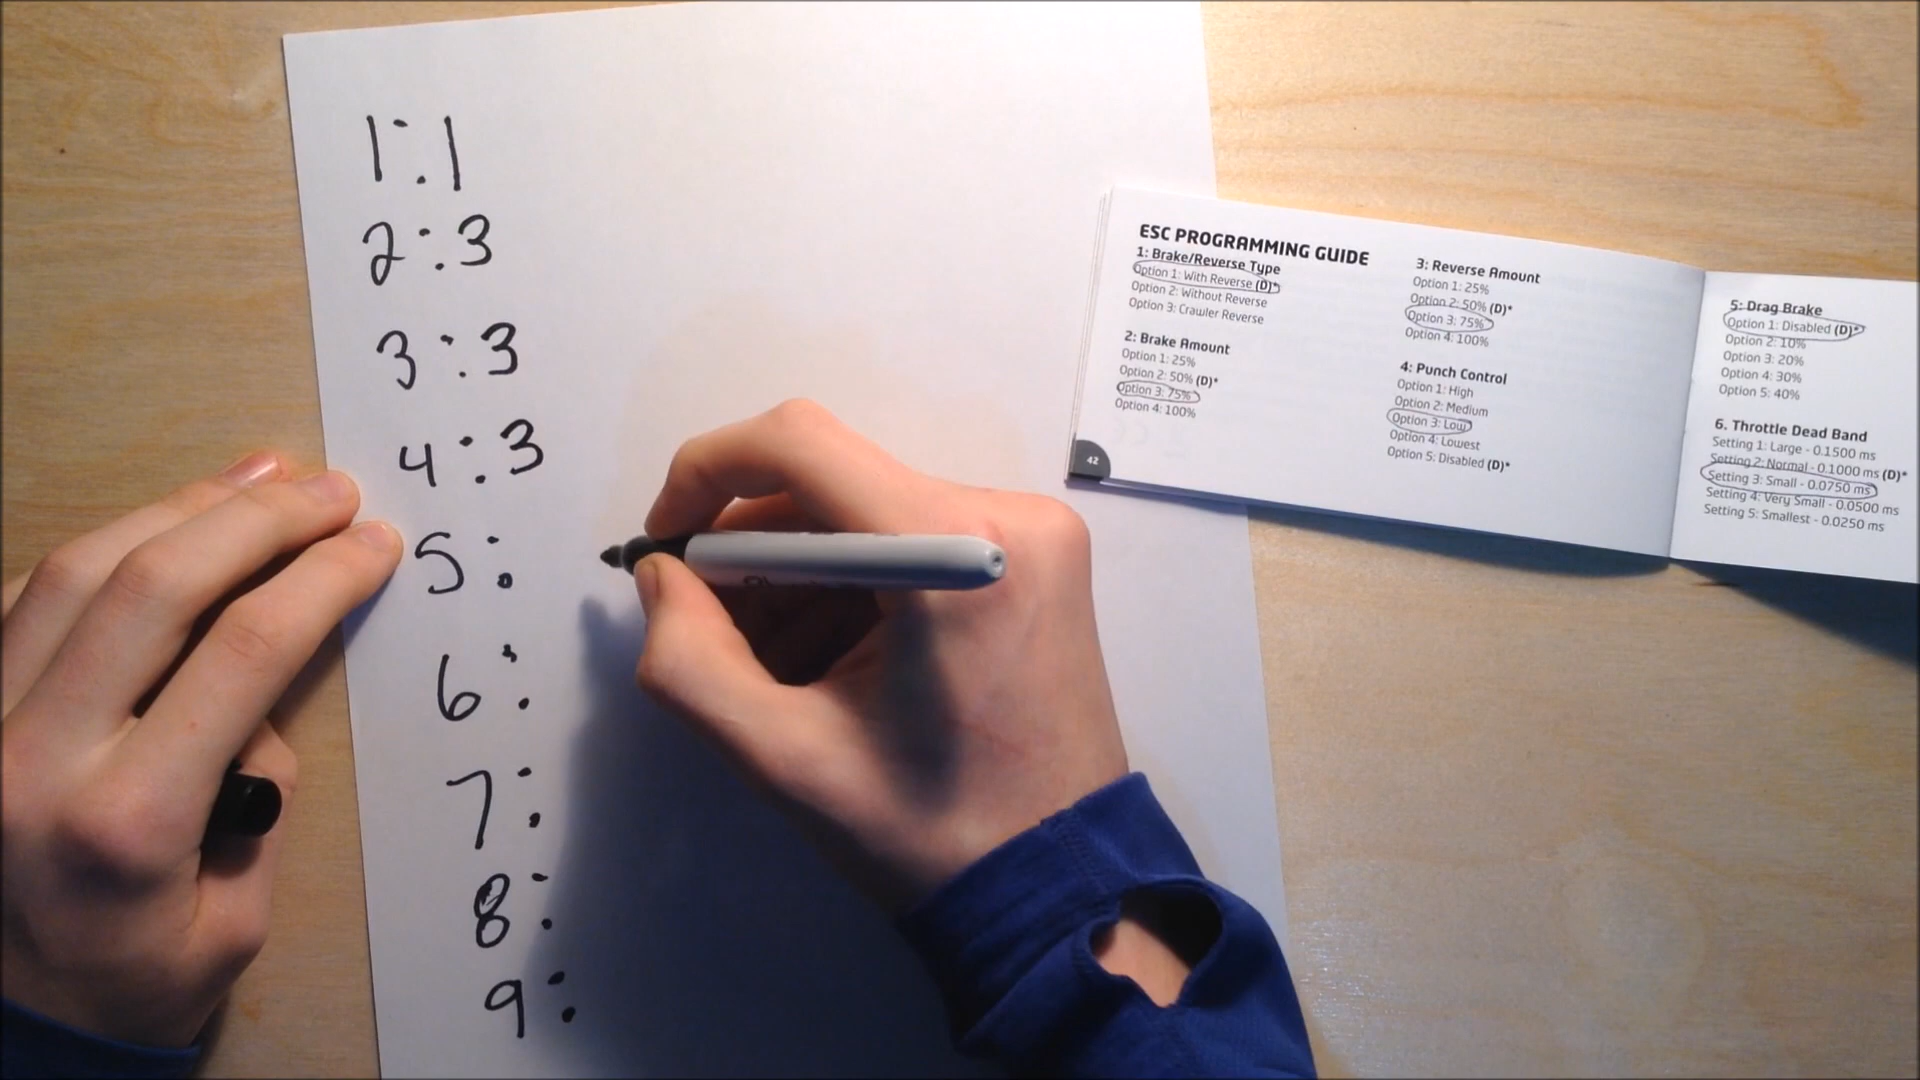 1:1
2:3
3:3
4:3
5:
6:
7:
8:
9:
ESC PROGRAMMING GUIDE
1: Brake/Reverse Type
Option 1: With Reverse (D)*
Option 2: Without Reverse
Option 3: Crawler Reverse
2: Brake Amount
Option 1: 25%
Option 2: 50% (D)*
Option 3: 75%
Option 4: 100%
42
3: Reverse Amount
Option 1: 25%
Option 2: 50% (D)*
Option 3: 75%
Option 4: 100%
4: Punch Control
Option 1: High
Option 2: Medium
Option 3: Low
Option 4: Lowest
Option 5: Disabled (D)*
5: Drag Brake
Option 1: Disabled (D)*
Option 2: 10%
Option 3: 20%
Option 4: 30%
Option 5: 40%
6. Throttle Dead Band
Setting 1: Large - 0.1500 ms
Setting 2: Normal - 0.1000 ms (D)*
Setting 3: Small - 0.0750 ms
Setting 4: Very Small - 0.0500 ms
Setting 5: Smallest - 0.0250 ms